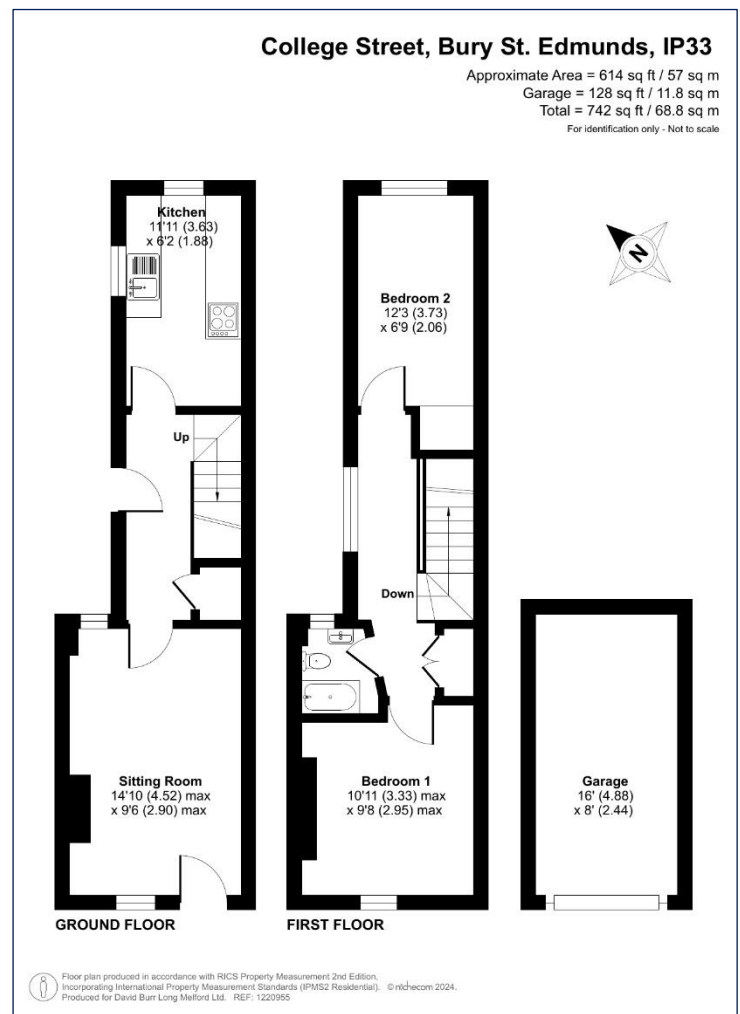 College Street, Bury St. Edmunds, IP33
Approximate Area = 614 sq ft / 57 sq m
Garage = 128 sq ft / 11.8 sq m
Total = 742 sq ft / 68.8 sq m
For identification only - Not to scale
Kitchen
11'11 (3.63)
x 6'2 (1.88)
N
Bedroom 2
12'3 (3.73)
x 6'9 (2.06)
Up
Down
Sitting Room
14'10 (4.52) max
x 9'6 (2.90) max
Bedroom 1
10'11 (3.33) max
x 9'8 (2.95) max
Garage
16' (4.88)
x 8' (2.44)
GROUND FLOOR
FIRST FLOOR
Floor plan produced in accordance with RICS Property Measurement 2nd Edition,
Incorporating International Property Measurement Standards (IPMS2 Residential). © nıchecom 2024.
Produced for David Burr Long Melford Ltd. REF: 1220955